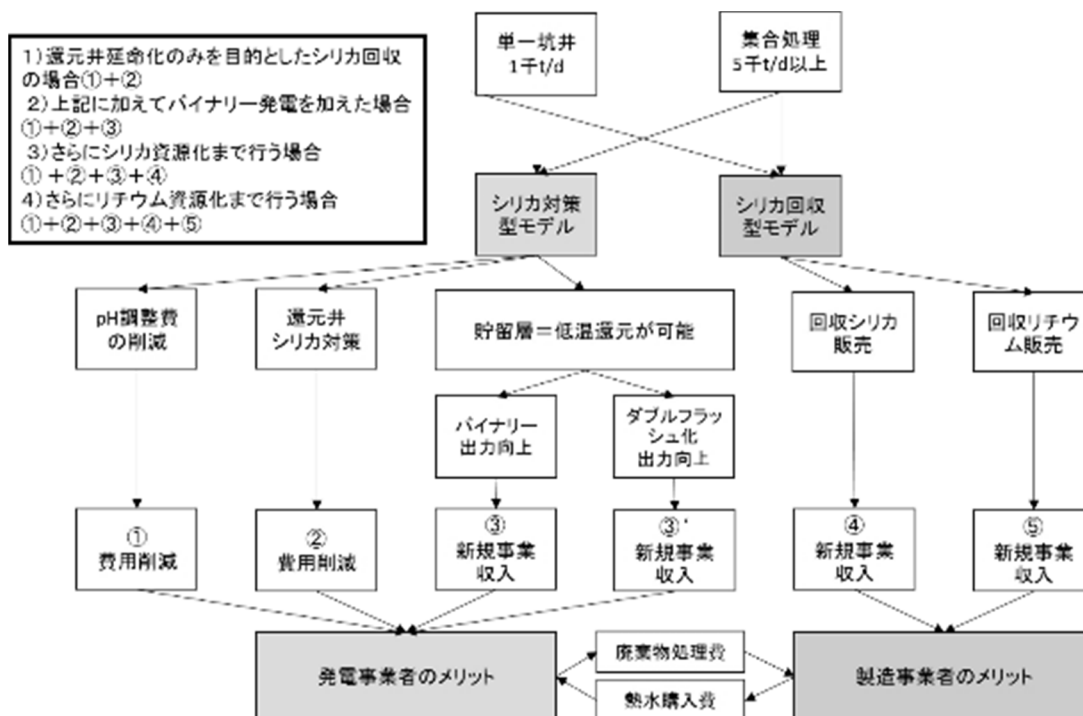 1)還元井延命化のみを目的としたシリカ回収
の場合①+②
2)上記に加えてバイナリー発電を加えた場合
①+②+③
3)さらにシリカ資源化まで行う場合
①+②+③+④
4)さらにリチウム資源化まで行う場合
①+②+③+④+⑤
単一坑井
1千t/d
集合処理
5千t/d以上
シリカ対策
型モデル
シリカ回収
型モデル
pH調整費
の削減
還元井
シリカ対策
貯留層=低温還元が可能
回収シリカ
販売
回収リチウ
ム販売
バイナリー
出力向上
ダブルフラッ
シュ化
出力向上
①
費用削減
②
費用削減
③
新規事業
収入
③'
新規事業
収入
④
新規事業
収入
⑤
新規事業
収入
発電事業者のメリット
廃棄物処理費
熱水購入費
製造事業者のメリット